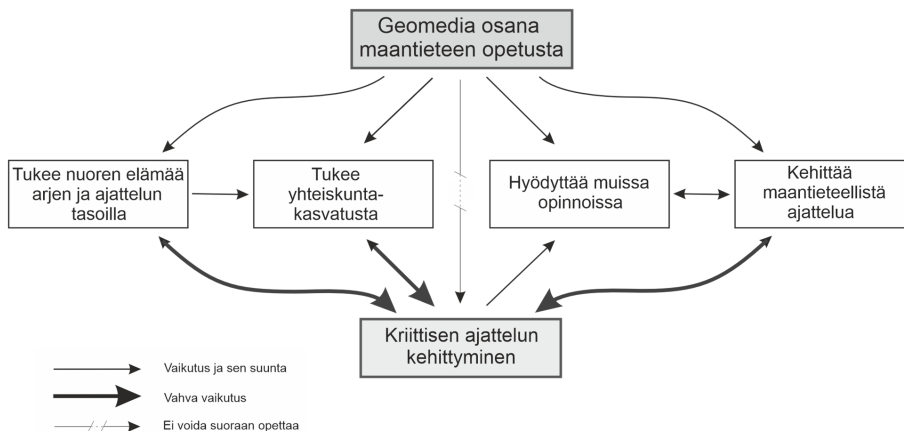 Geomedia osana
maantieteen opetusta
Tukee nuoren elämää
arjen ja ajattelun
tasoilla
Tukee
yhteiskunta-
kasvatusta
Hyödyttää muissa
opinnoissa
Kehittää
maantieteellistä
ajattelua
Kriittisen ajattelun
kehittyminen
Vaikutus ja sen suunta
Vahva vaikutus
Ei voida suoraan opettaa